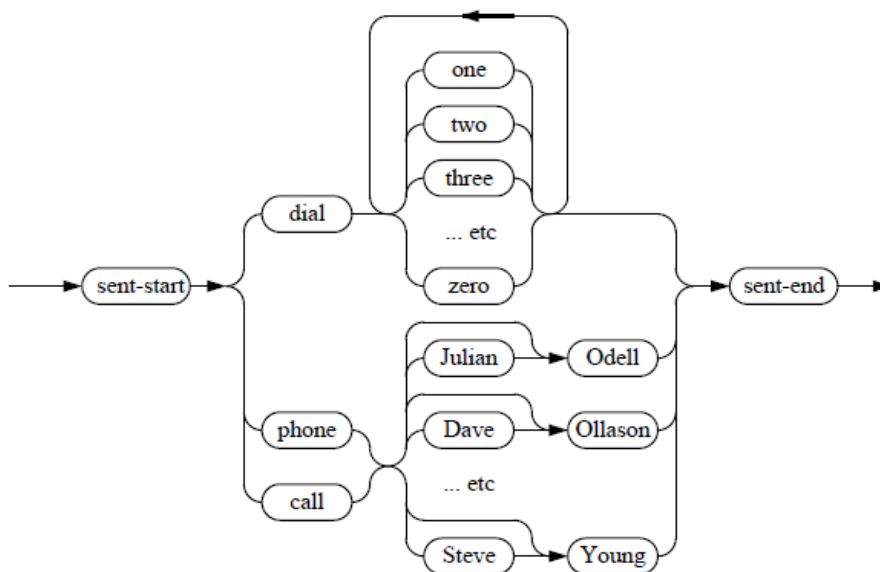 one
two
three
dial
... etc
zero
sent-start
sent-end
Julian
Odell
phone
Dave
Ollason
call
... etc
Steve
Young